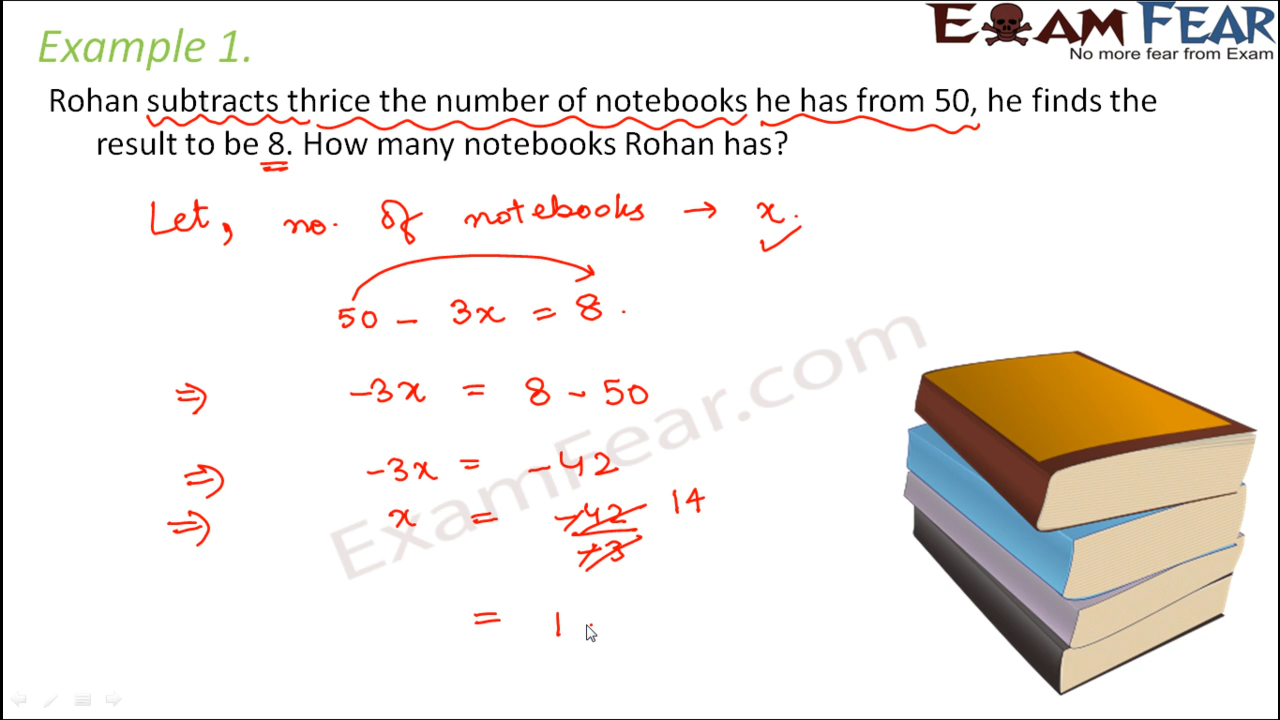 EXAM FEAR
No more fear from Exam
Example 1.
Rohan subtracts thrice the number of notebooks he has from 50, he finds the
result to be 8. How many notebooks Rohan has?
Let, no. of notebooks → x.
50 - 3x = 8.
⇒ -3x = 8 - 50
⇒ -3x = -42
⇒ x = -42/-3 14
= 1
ExamFear.com